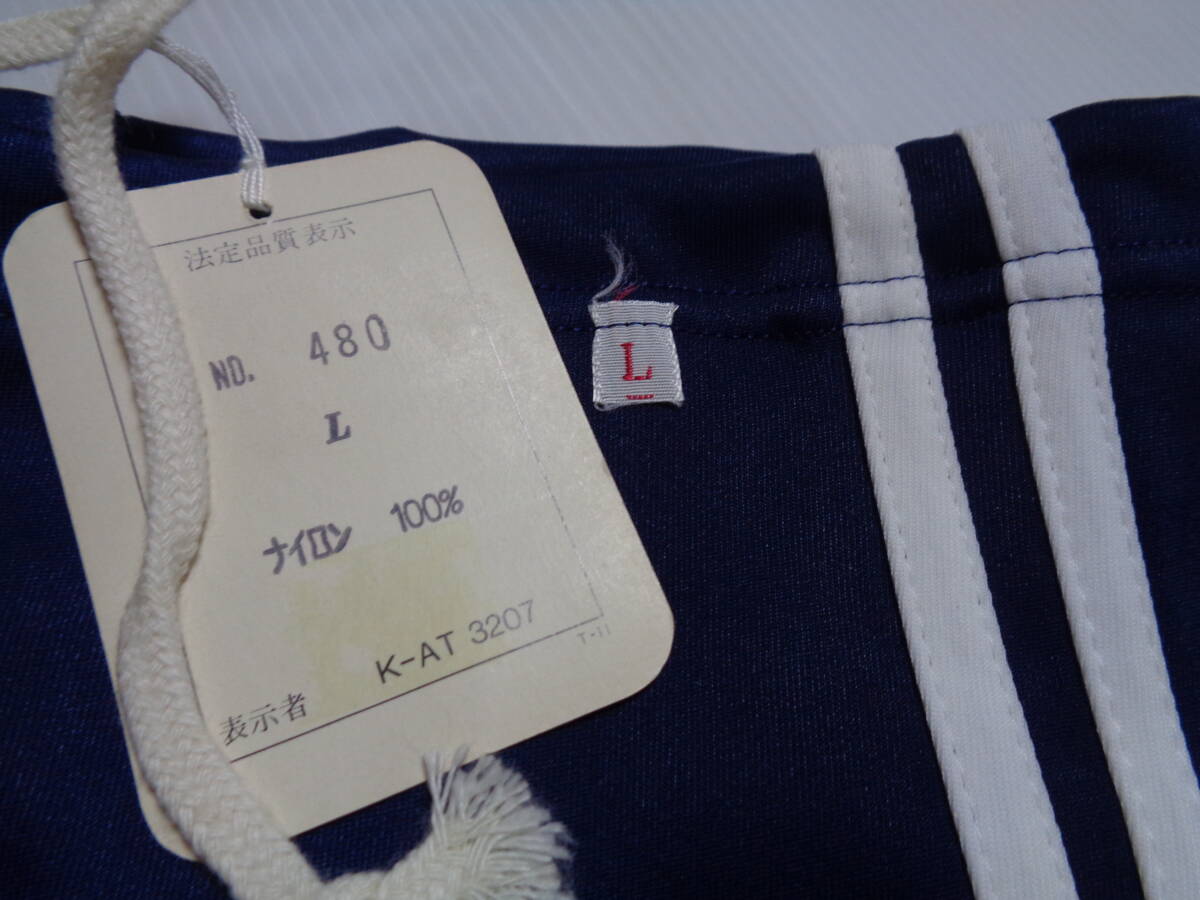 法定品質表示
NO. 480
L
ナイロン 100%
K-AT 3207
表示者
T-11
L